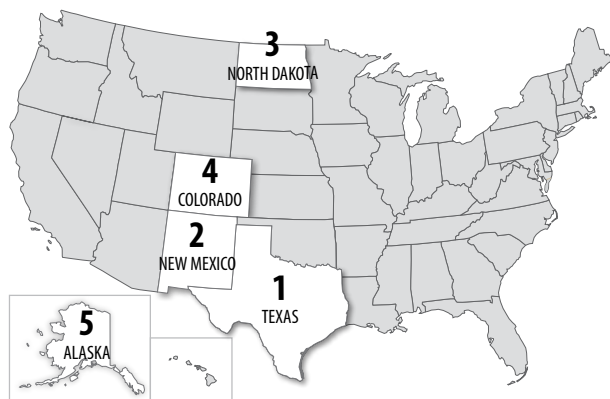 3
NORTH DAKOTA
4
COLORADO
2
NEW MEXICO
1
TEXAS
5
ALASKA